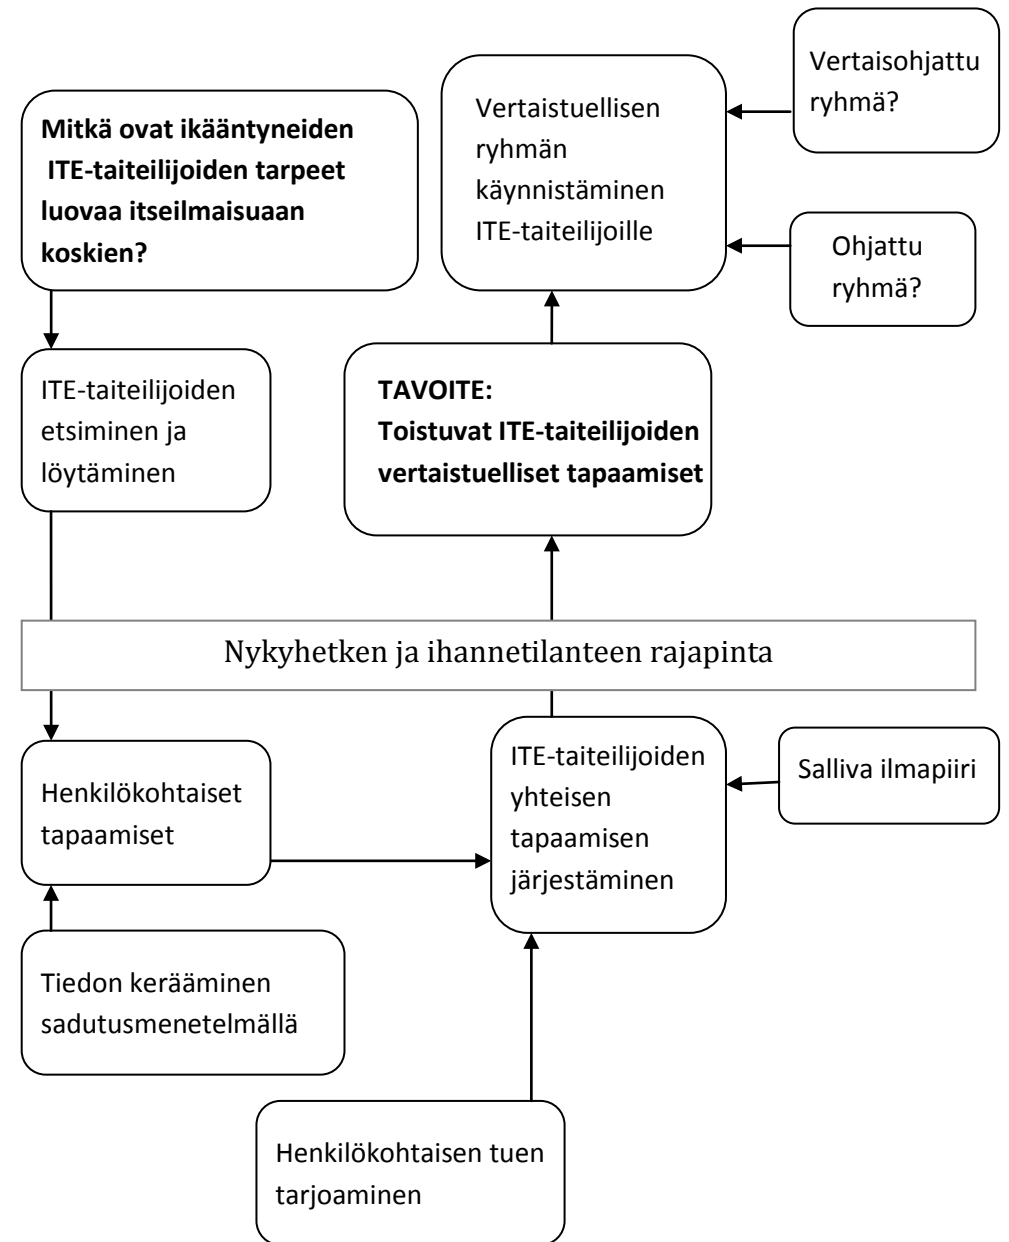 Mitkä ovat ikääntyneiden
ITE-taiteilijoiden tarpeet
luovaa itseilmaisuaan
koskien?
Vertaistuellisen
ryhmän
käynnistäminen
ITE-taiteilijoille
Vertaisohjattu
ryhmä?
Ohjattu
ryhmä?
ITE-taiteilijoiden
etsiminen ja
löytäminen
TAVOITE:
Toistuvat ITE-taiteilijoiden
vertaistuelliset tapaamiset
Nykyhetken ja ihannetilanteen rajapinta
Henkilökohtaiset
tapaamiset
ITE-taiteilijoiden
yhteisen
tapaamisen
järjestäminen
Salliva ilmapiiri
Tiedon kerääminen
sadutusmenetelmällä
Henkilökohtaisen tuen
tarjoaminen